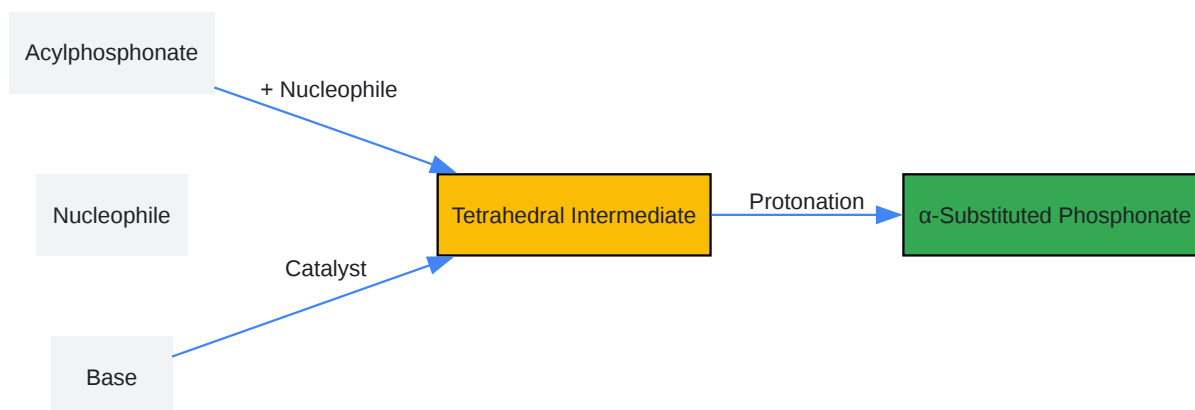 Acylphosphonate
+ Nucleophile
Nucleophile
Tetrahedral Intermediate
Protonation
α-Substituted Phosphonate
Catalyst
Base